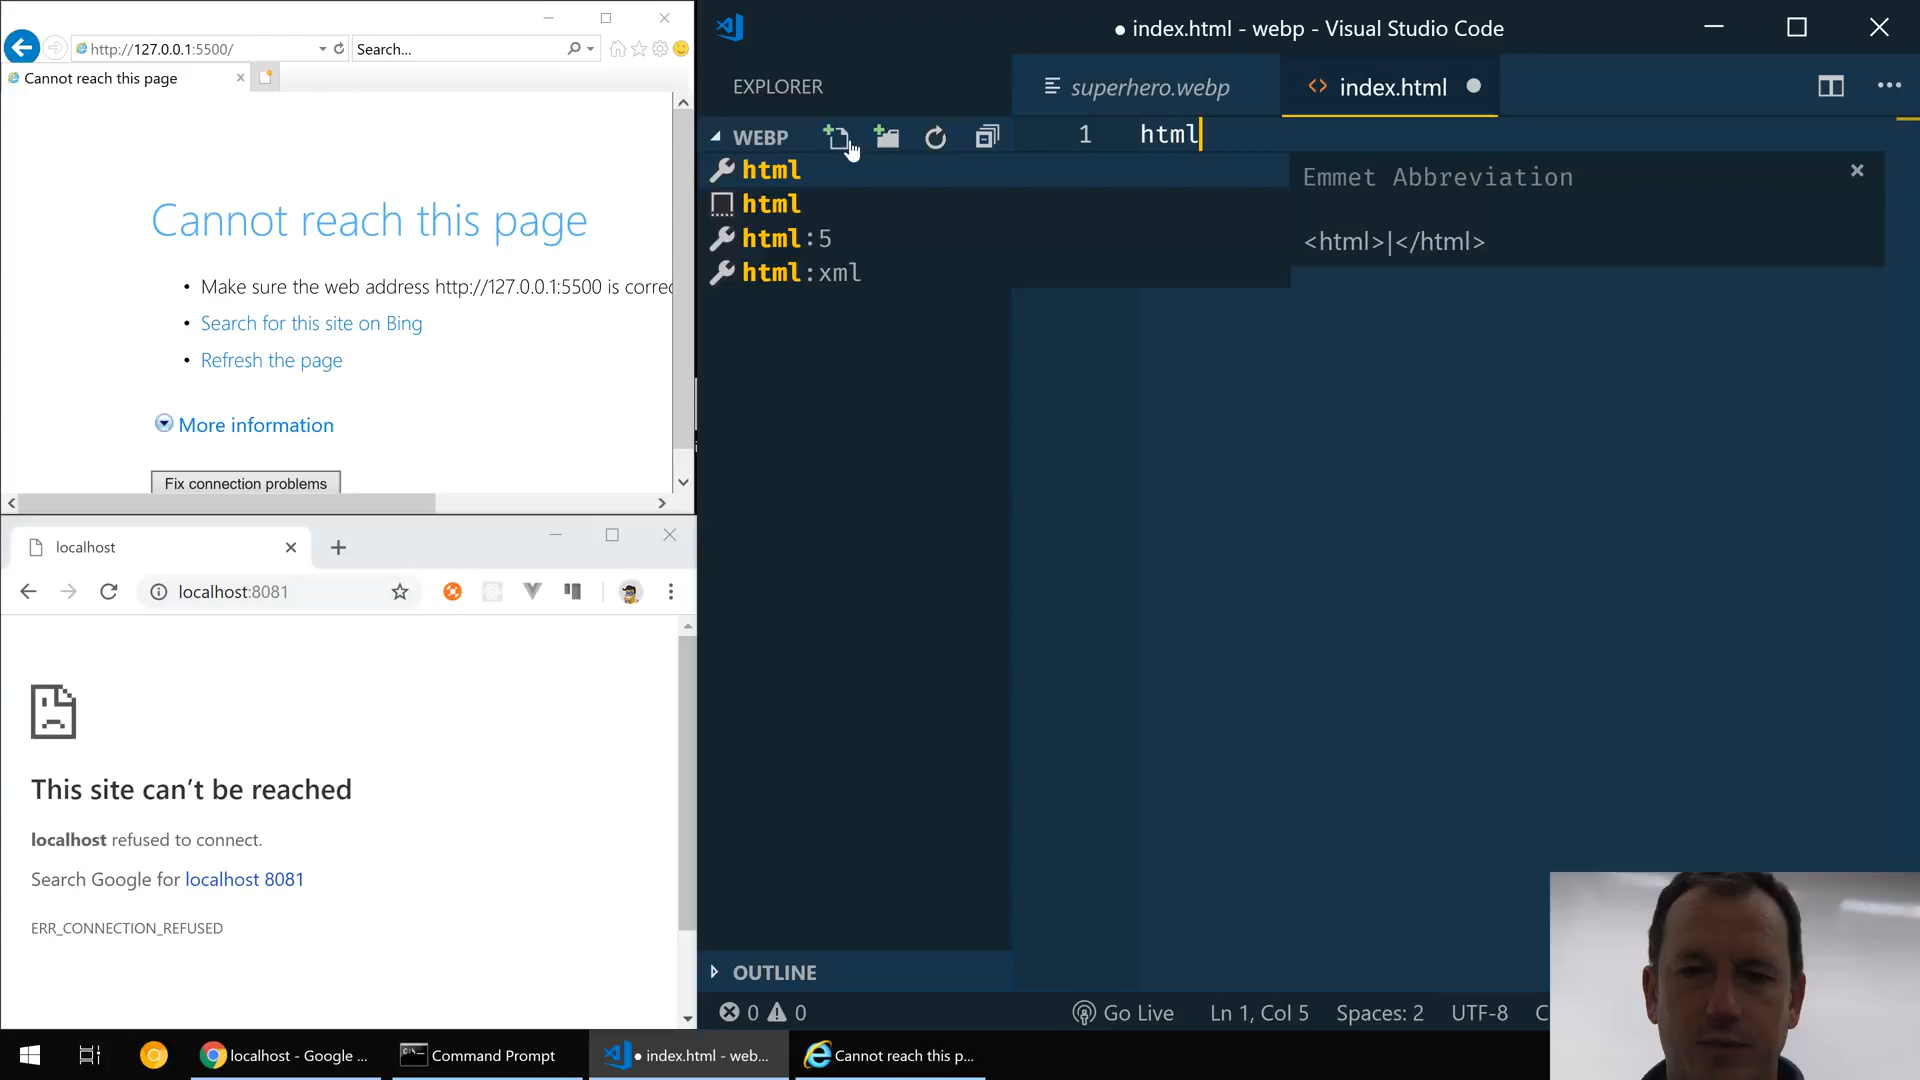 http://127.0.0.1:5500/
Search...
Cannot reach this page
Cannot reach this page
• Make sure the web address http://127.0.0.1:5500 is correc
• Search for this site on Bing
• Refresh the page
More information
Fix connection problems
localhost
localhost:8081
This site can't be reached
localhost refused to connect.
Search Google for localhost 8081
ERR_CONNECTION_REFUSED
● index.html - webp - Visual Studio Code
EXPLORER
superhero.webp
index.html
WEBP
1 html
html
html
html:5
html:xml
Emmet Abbreviation
<html>|</html>
OUTLINE
0 0
Go Live
Ln 1, Col 5
Spaces: 2
UTF-8
C
localhost - Google ...
Command Prompt
● index.html - web...
Cannot reach this p...